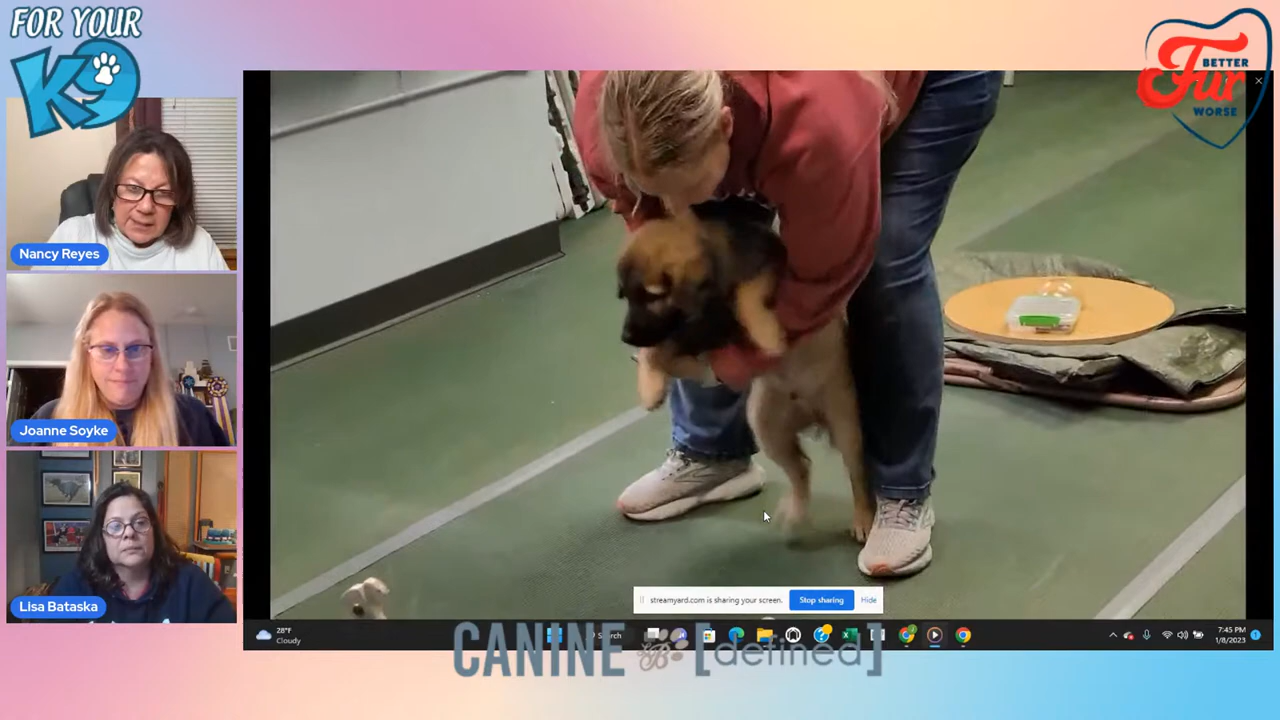 FOR YOUR
K9
BETTER
Fur
WORSE
Nancy Reyes
Joanne Soyke
Lisa Bataska
streamyard.com is sharing your screen.
Stop sharing
Hide
28°F
Cloudy
Search
7:45 PM
1/8/2023
CANINE [defined]